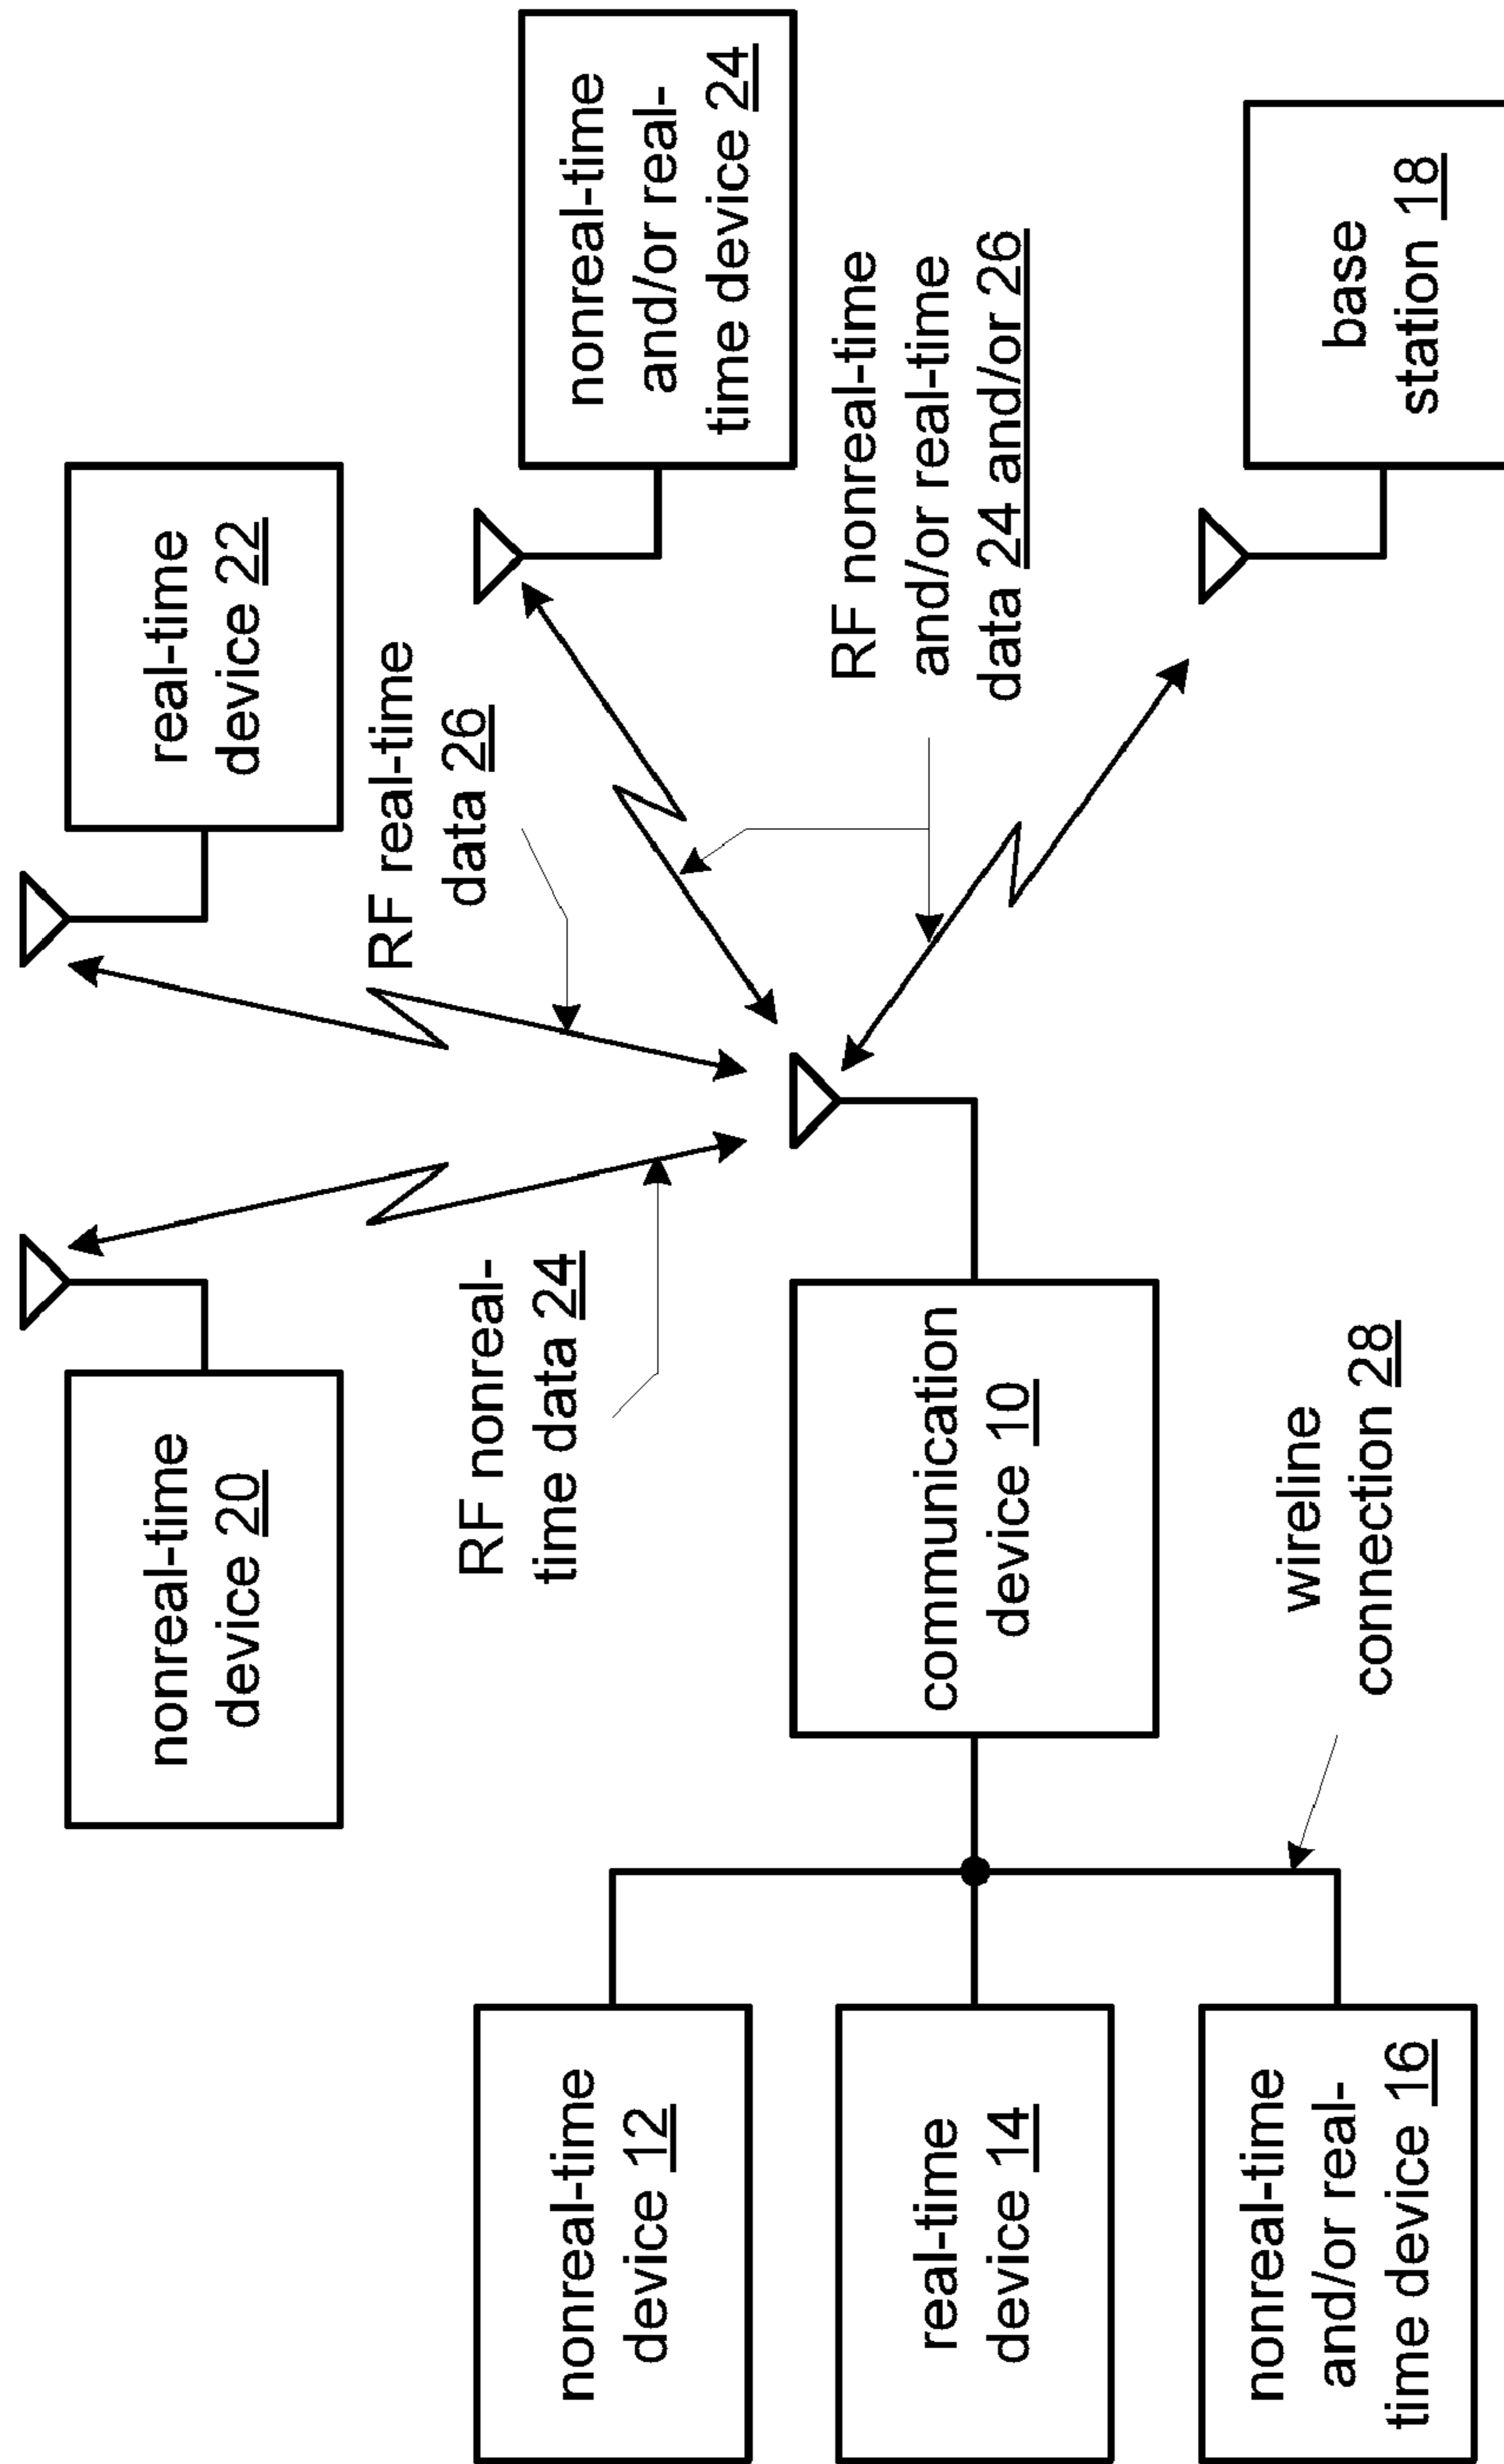 nonreal-time
device 20
real-time
device 22
RF real-time
data 26
RF nonreal-
time data 24
nonreal-time
and/or real-
time device 24
nonreal-time
device 12
real-time
device 14
nonreal-time
and/or real-
time device 16
communication
device 10
RF nonreal-time
and/or real-time
data 24 and/or 26
wireline
connection 28
base
station 18